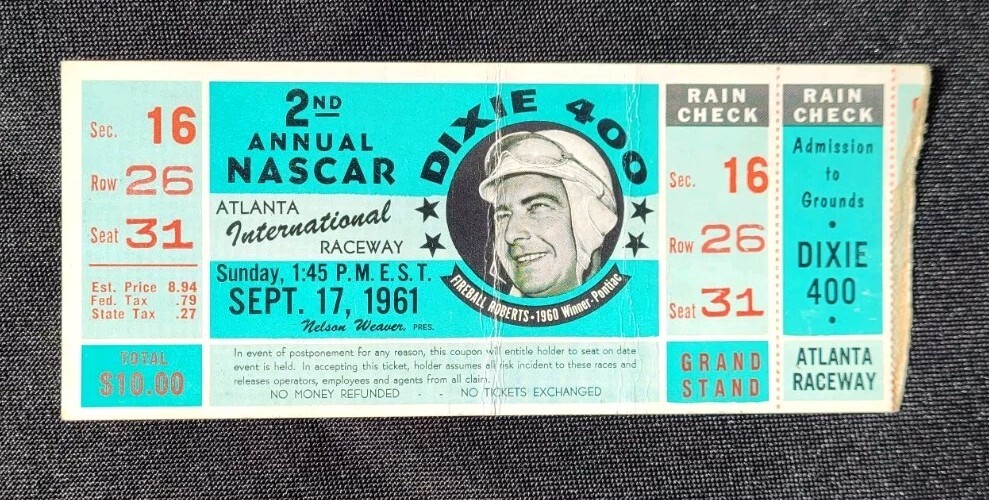 Sec. 16
Row 26
Seat 31
Est. Price 8.94
Fed. Tax .79
State Tax .27
TOTAL
$10.00
2ND
ANNUAL
NASCAR
DIXIE 400
ATLANTA
International
RACEWAY
Sunday, 1:45 P.M. E.S.T.
SEPT. 17, 1961
Nelson Weaver, PRES.
FIREBALL ROBERTS • 1960 Winner-Pontiac
In event of postponement for any reason, this coupon will entitle holder to seat on date
event is held. In accepting this ticket, holder assumes all risk incident to these races and
releases operators, employees and agents from all claim.
NO MONEY REFUNDED - - NO TICKETS EXCHANGED
RAIN
CHECK
Sec. 16
Row 26
Seat 31
GRAND
STAND
RAIN
CHECK
Admission
to
Grounds
•
DIXIE
400
•
ATLANTA
RACEWAY